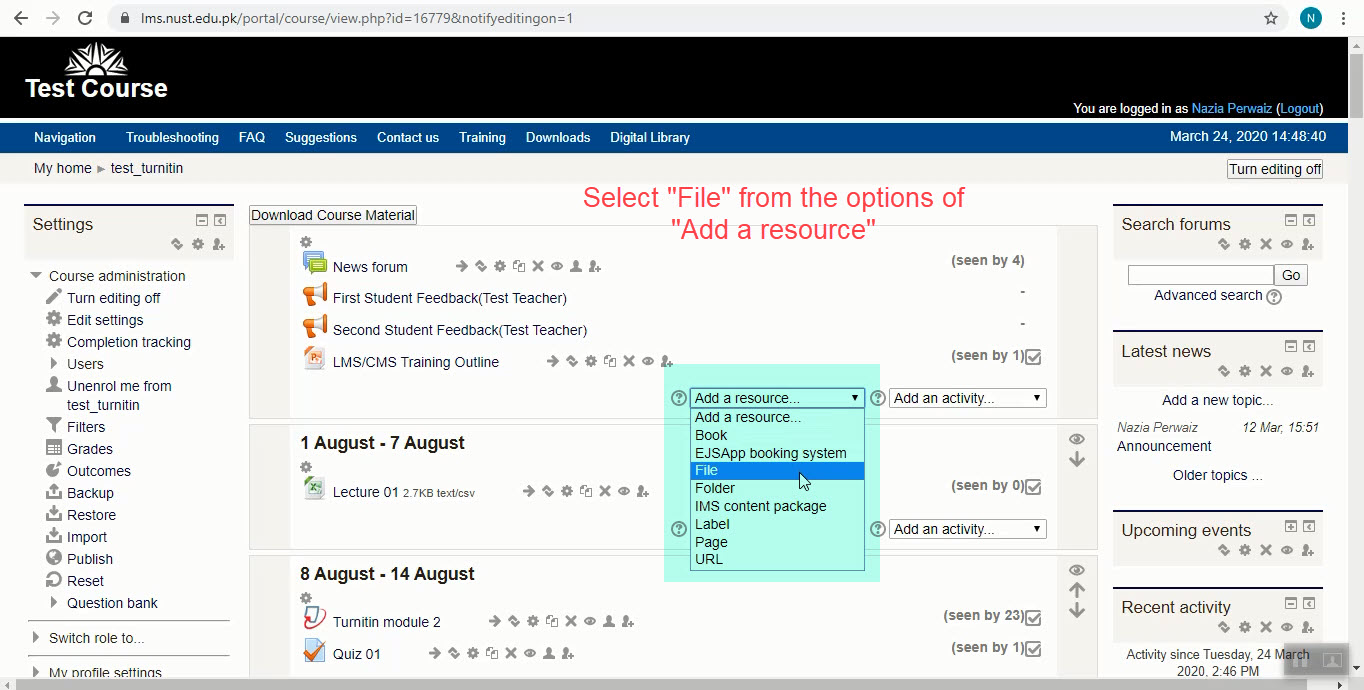 lms.nust.edu.pk/portal/course/view.php?id=16779&notifyeditingon=1
N
Test Course
You are logged in as Nazia Perwaiz (Logout)
Navigation Troubleshooting FAQ Suggestions Contact us Training Downloads Digital Library
March 24, 2020 14:48:40
My home ► test_turnitin
Turn editing off
Select "File" from the options of
"Add a resource"
Settings
Course administration
Turn editing off
Edit settings
Completion tracking
Users
Unenrol me from
test_turnitin
Filters
Grades
Outcomes
Backup
Restore
Import
Publish
Reset
Question bank
Switch role to...
My profile settings
Download Course Material
News forum (seen by 4)
First Student Feedback(Test Teacher) -
Second Student Feedback(Test Teacher) -
LMS/CMS Training Outline (seen by 1)
Add a resource... Add an activity...
Add a resource...
Book
EJSApp booking system
File
Folder
IMS content package
Label
Page
URL
1 August - 7 August
Lecture 01 2.7KB text/csv (seen by 0)
Add an activity...
8 August - 14 August
Turnitin module 2 (seen by 23)
Quiz 01 (seen by 1)
Search forums
Go
Advanced search
Latest news
Add a new topic...
Nazia Perwaiz 12 Mar, 15:51
Announcement
Older topics ...
Upcoming events
Recent activity
Activity since Tuesday, 24 March
2020, 2:46 PM